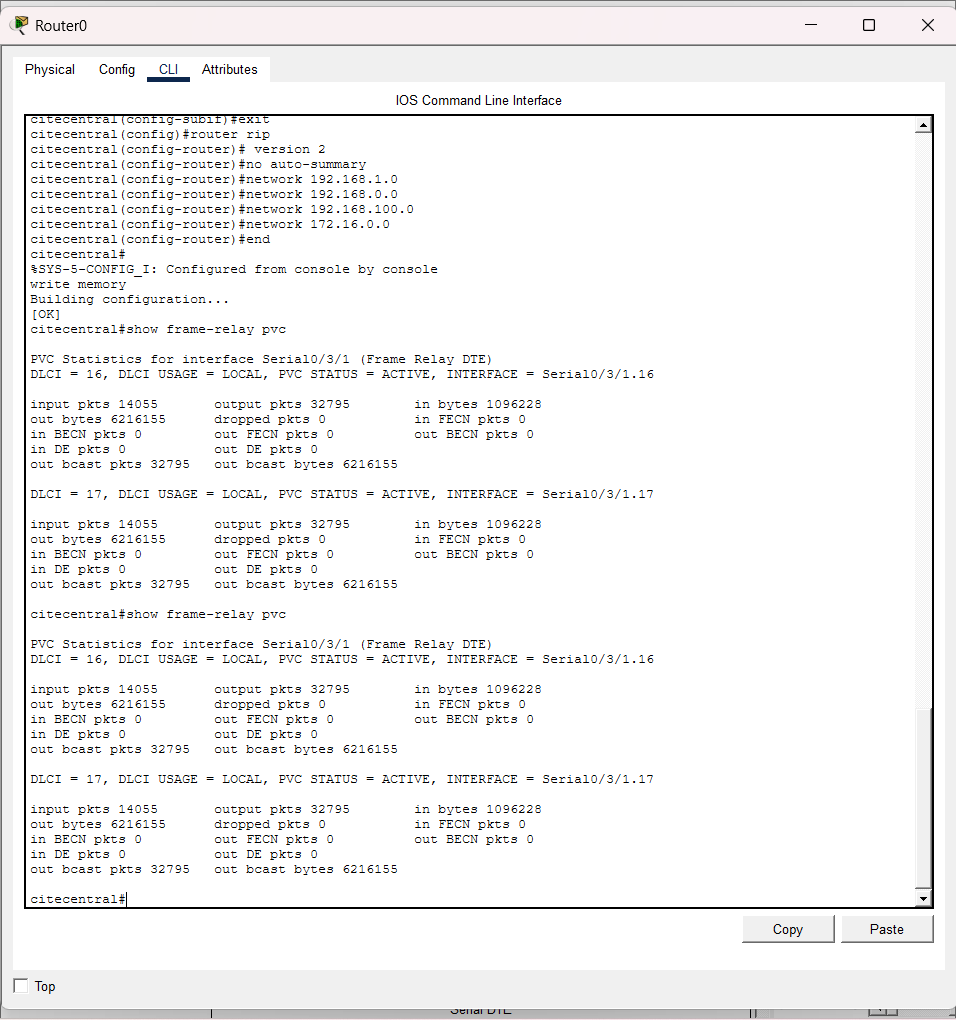 Router0
Physical Config CLI Attributes
IOS Command Line Interface
citecentral(config-subif)#exit
citecentral(config)#router rip
citecentral(config-router)# version 2
citecentral(config-router)#no auto-summary
citecentral(config-router)#network 192.168.1.0
citecentral(config-router)#network 192.168.0.0
citecentral(config-router)#network 192.168.100.0
citecentral(config-router)#network 172.16.0.0
citecentral(config-router)#end
citecentral#
%SYS-5-CONFIG_I: Configured from console by console
write memory
Building configuration...
[OK]
citecentral#show frame-relay pvc
PVC Statistics for interface Serial0/3/1 (Frame Relay DTE)
DLCI = 16, DLCI USAGE = LOCAL, PVC STATUS = ACTIVE, INTERFACE = Serial0/3/1.16
input pkts 14055 output pkts 32795 in bytes 1096228
out bytes 6216155 dropped pkts 0 in FECN pkts 0
in BECN pkts 0 out FECN pkts 0 out BECN pkts 0
in DE pkts 0 out DE pkts 0
out bcast pkts 32795 out bcast bytes 6216155
DLCI = 17, DLCI USAGE = LOCAL, PVC STATUS = ACTIVE, INTERFACE = Serial0/3/1.17
input pkts 14055 output pkts 32795 in bytes 1096228
out bytes 6216155 dropped pkts 0 in FECN pkts 0
in BECN pkts 0 out FECN pkts 0 out BECN pkts 0
in DE pkts 0 out DE pkts 0
out bcast pkts 32795 out bcast bytes 6216155
citecentral#show frame-relay pvc
PVC Statistics for interface Serial0/3/1 (Frame Relay DTE)
DLCI = 16, DLCI USAGE = LOCAL, PVC STATUS = ACTIVE, INTERFACE = Serial0/3/1.16
input pkts 14055 output pkts 32795 in bytes 1096228
out bytes 6216155 dropped pkts 0 in FECN pkts 0
in BECN pkts 0 out FECN pkts 0 out BECN pkts 0
in DE pkts 0 out DE pkts 0
out bcast pkts 32795 out bcast bytes 6216155
DLCI = 17, DLCI USAGE = LOCAL, PVC STATUS = ACTIVE, INTERFACE = Serial0/3/1.17
input pkts 14055 output pkts 32795 in bytes 1096228
out bytes 6216155 dropped pkts 0 in FECN pkts 0
in BECN pkts 0 out FECN pkts 0 out BECN pkts 0
in DE pkts 0 out DE pkts 0
out bcast pkts 32795 out bcast bytes 6216155
citecentral#
Copy Paste
Top
Serial DTE